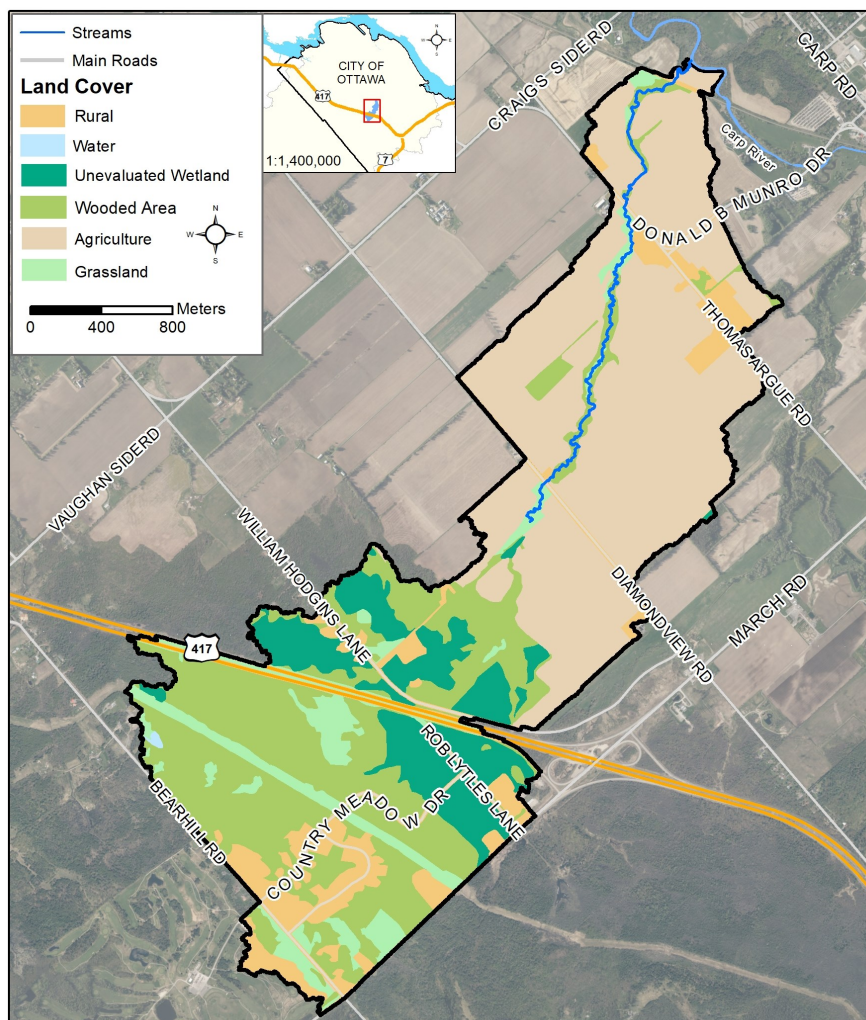 Streams
Main Roads
Land Cover
Rural
Water
Unevaluated Wetland
Wooded Area
Agriculture
Grassland
N
W E
S
Meters
0 400 800
CITY OF
OTTAWA
N
W E
S
417
7
1:1,400,000
CRAIGS SIDERD
CARP RD
Carp River
DONALD B MUNRO DR
THOMAS ARGUE RD
VAUGHAN SIDERD
WILLIAM HODGINS LANE
DIAMONDVIEW RD
MARCH RD
417
ROB LYTLES LANE
COUNTRY MEADOW DR
BEARHILL RD